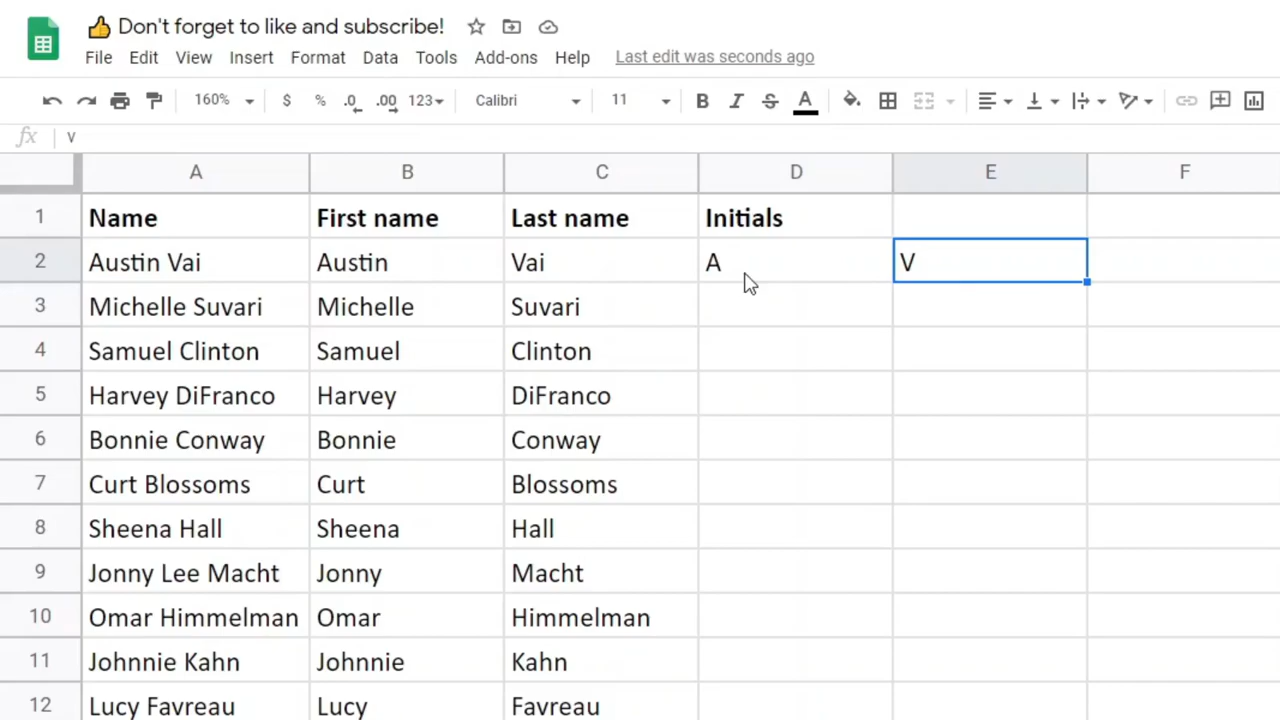 👍 Don't forget to like and subscribe!
File Edit View Insert Format Data Tools Add-ons Help Last edit was seconds ago
160% $ % .0 .00 123 Calibri 11 B I S A
fx V
A B C D E F
1 Name First name Last name Initials
2 Austin Vai Austin Vai A V
3 Michelle Suvari Michelle Suvari
4 Samuel Clinton Samuel Clinton
5 Harvey DiFranco Harvey DiFranco
6 Bonnie Conway Bonnie Conway
7 Curt Blossoms Curt Blossoms
8 Sheena Hall Sheena Hall
9 Jonny Lee Macht Jonny Macht
10 Omar Himmelman Omar Himmelman
11 Johnnie Kahn Johnnie Kahn
12 Lucy Favreau Lucy Favreau